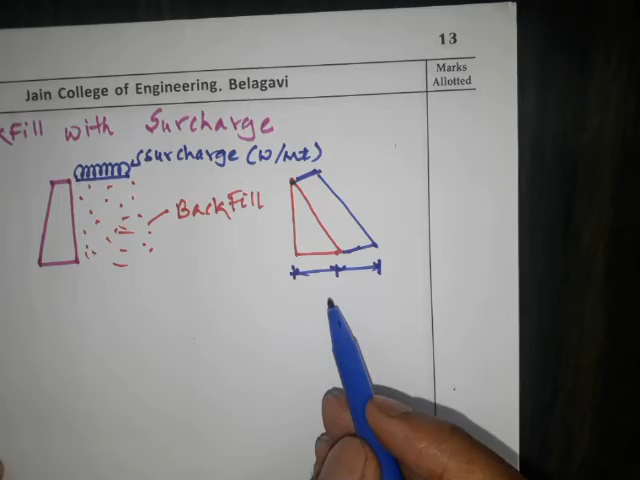 13
Marks
Allotted
Jain College of Engineering, Belagavi
kFill with Surcharge
surcharge (W/Mt)
BackFill